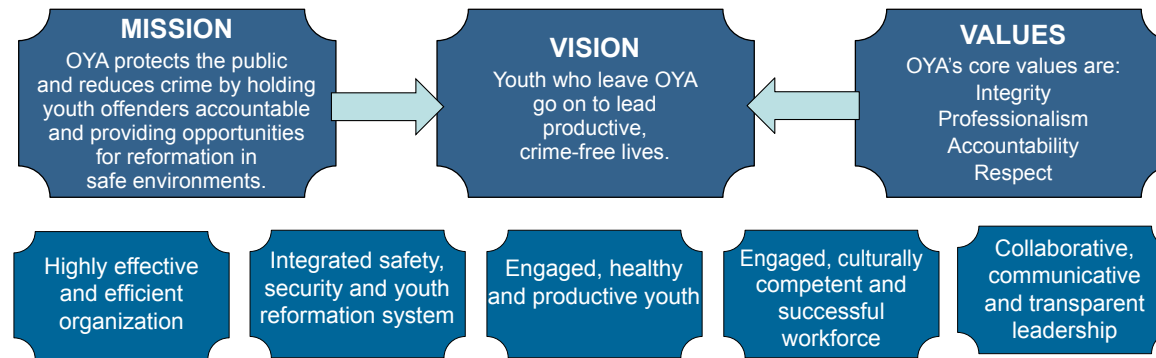 MISSION
OYA protects the public
and reduces crime by holding
youth offenders accountable
and providing opportunities
for reformation in
safe environments.
VISION
Youth who leave OYA
go on to lead
productive,
crime-free lives.
VALUES
OYA's core values are:
Integrity
Professionalism
Accountability
Respect
Highly effective
and efficient
organization
Integrated safety,
security and youth
reformation system
Engaged, healthy
and productive youth
Engaged, culturally
competent and
successful
workforce
Collaborative,
communicative
and transparent
leadership